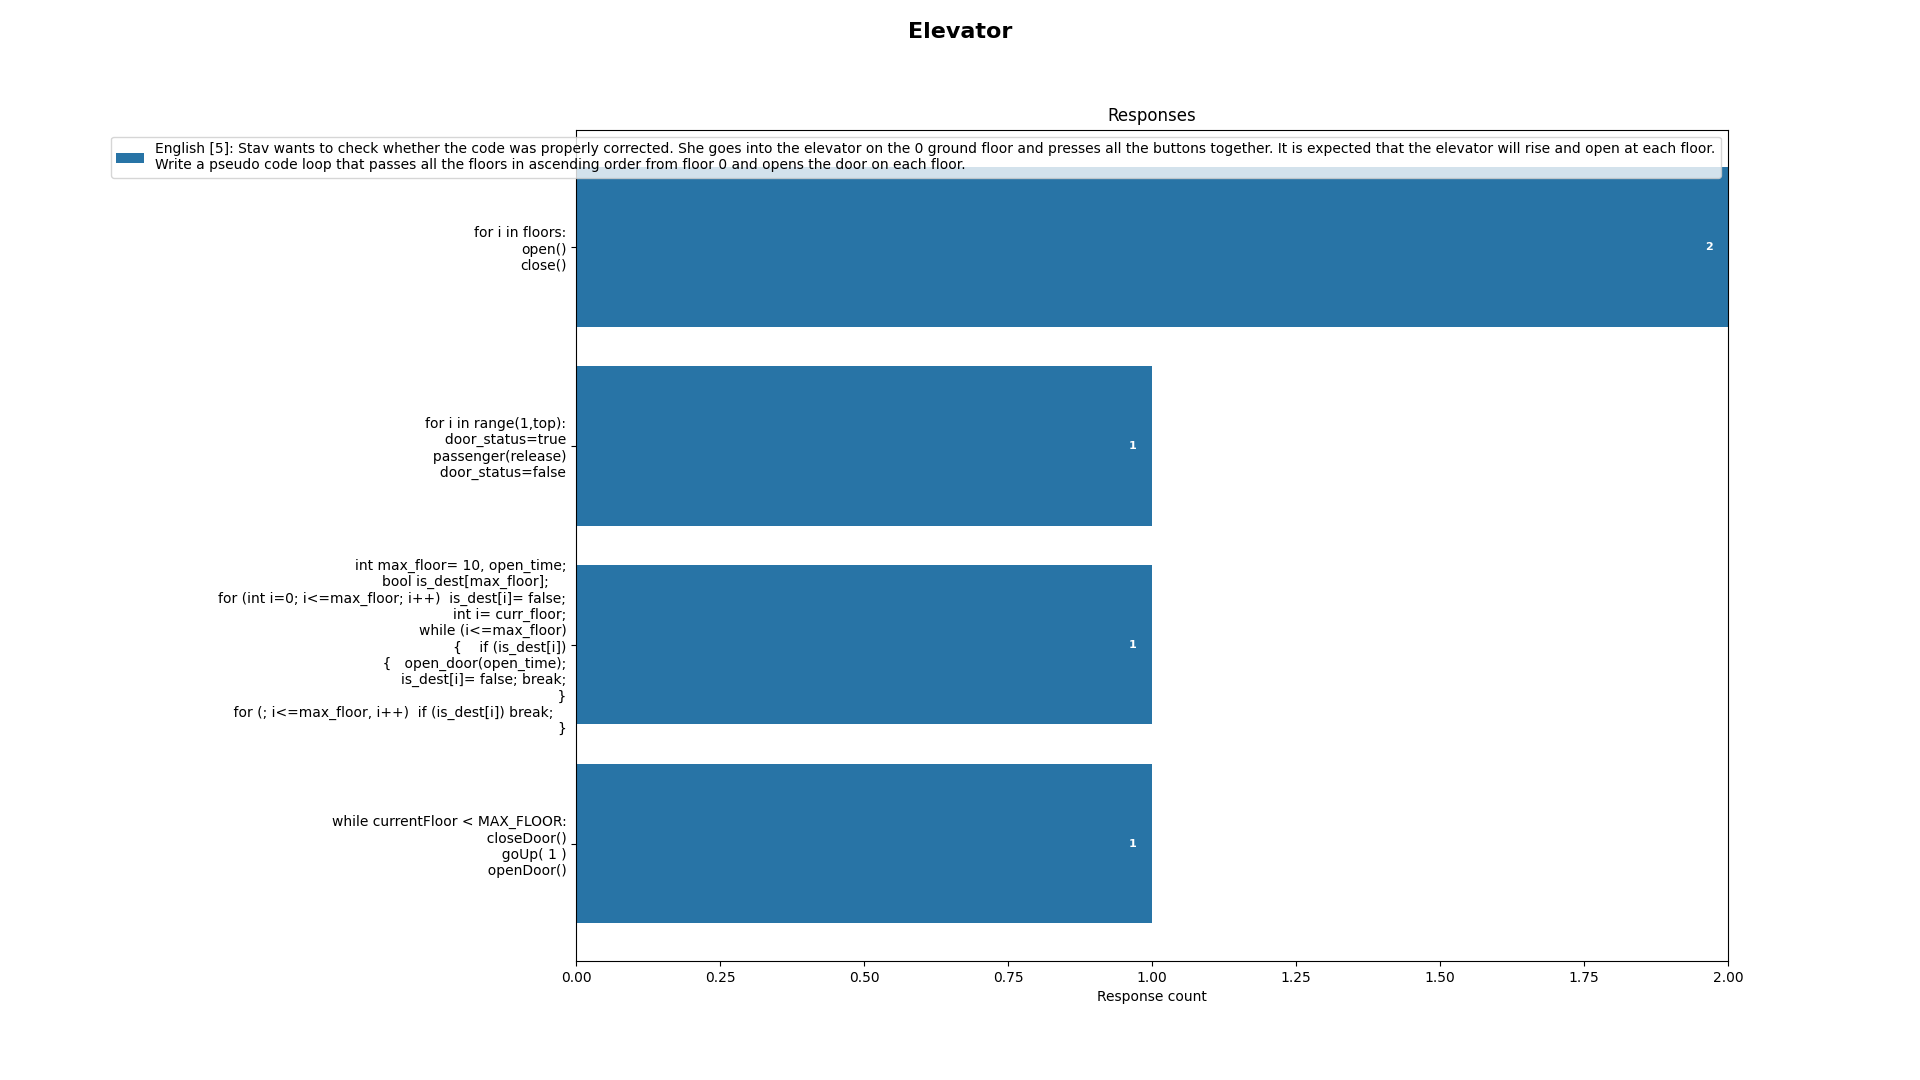 Elevator
Responses
English [5]: Stav wants to check whether the code was properly corrected. She goes into the elevator on the 0 ground floor and presses all the buttons together. It is expected that the elevator will rise and open at each floor.
Write a pseudo code loop that passes all the floors in ascending order from floor 0 and opens the door on each floor.
for i in floors:
open()
close()
2
for i in range(1,top):
door_status=true
passenger(release)
door_status=false
1
int max_floor= 10, open_time;
bool is_dest[max_floor];
for (int i=0; i<=max_floor; i++)  is_dest[i]= false;
int i= curr_floor;
while (i<=max_floor)
{    if (is_dest[i])
{   open_door(open_time);
is_dest[i]= false; break;
}
for (; i<=max_floor, i++)  if (is_dest[i]) break;
}
1
while currentFloor < MAX_FLOOR:
closeDoor()
goUp( 1 )
openDoor()
1
0.00 0.25 0.50 0.75 1.00 1.25 1.50 1.75 2.00
Response count